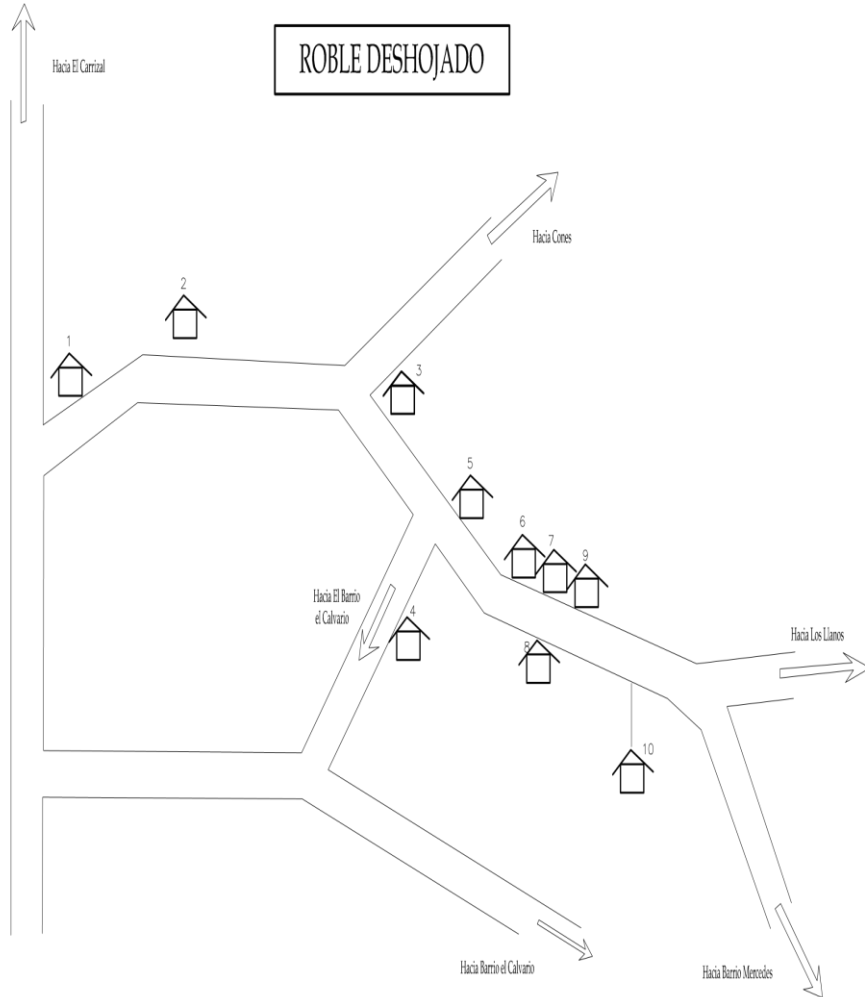 Hacia El Carrizal
ROBLE DESHOJADO
Hacia Cones
2
1
3
5
6
7
9
Hacia El Barrio
el Calvario
4
8
Hacia Los Llanos
10
Hacia Barrio el Calvario
Hacia Barrio Mercedes